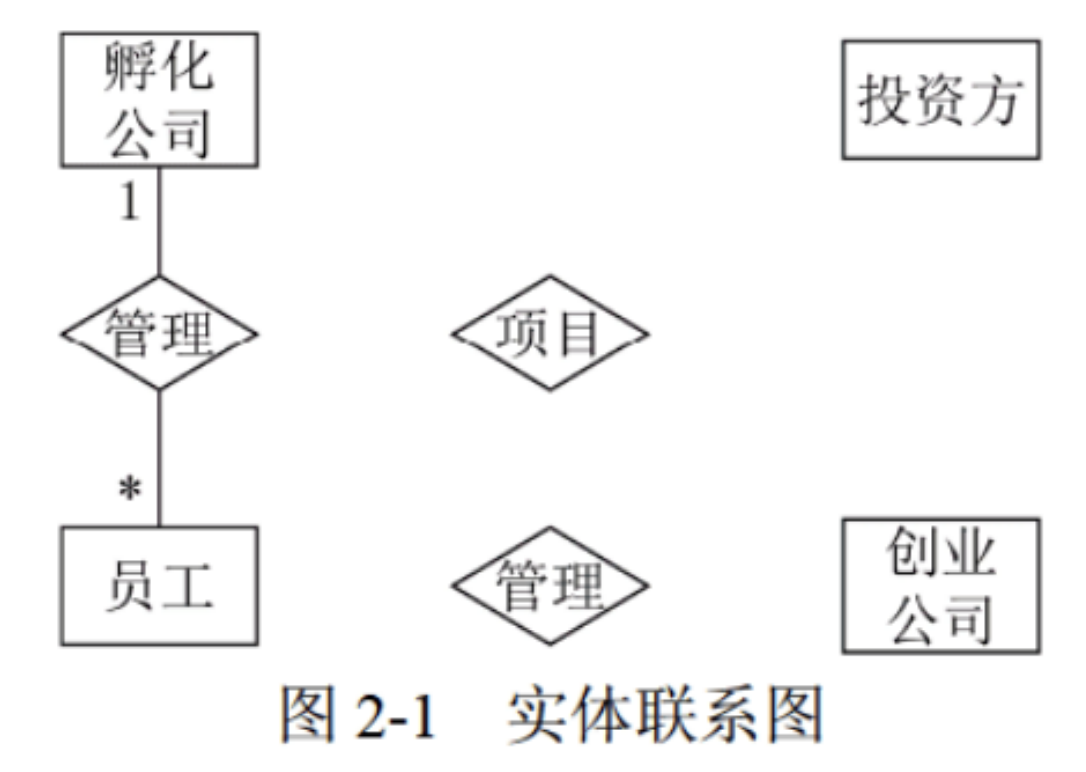 孵化
公司
投资方
1
管理
项目
*
员工
管理
创业
公司
图 2-1 实体联系图